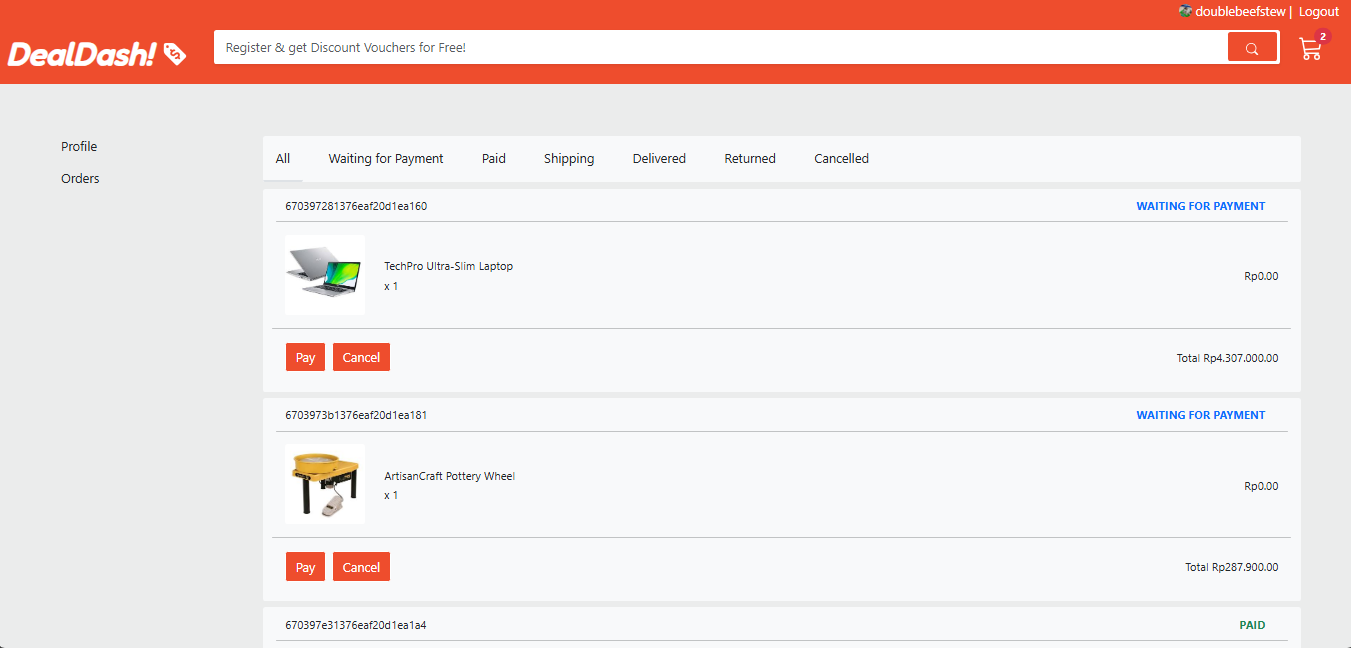 doublebeefstew | Logout
DealDash!
Register & get Discount Vouchers for Free!
2
Profile
Orders
All Waiting for Payment Paid Shipping Delivered Returned Cancelled
670397281376eaf20d1ea160 WAITING FOR PAYMENT
TechPro Ultra-Slim Laptop
x 1
Rp0.00
Pay Cancel Total Rp4.307.000.00
6703973b1376eaf20d1ea181 WAITING FOR PAYMENT
ArtisanCraft Pottery Wheel
x 1
Rp0.00
Pay Cancel Total Rp287.900.00
670397e31376eaf20d1ea1a4 PAID